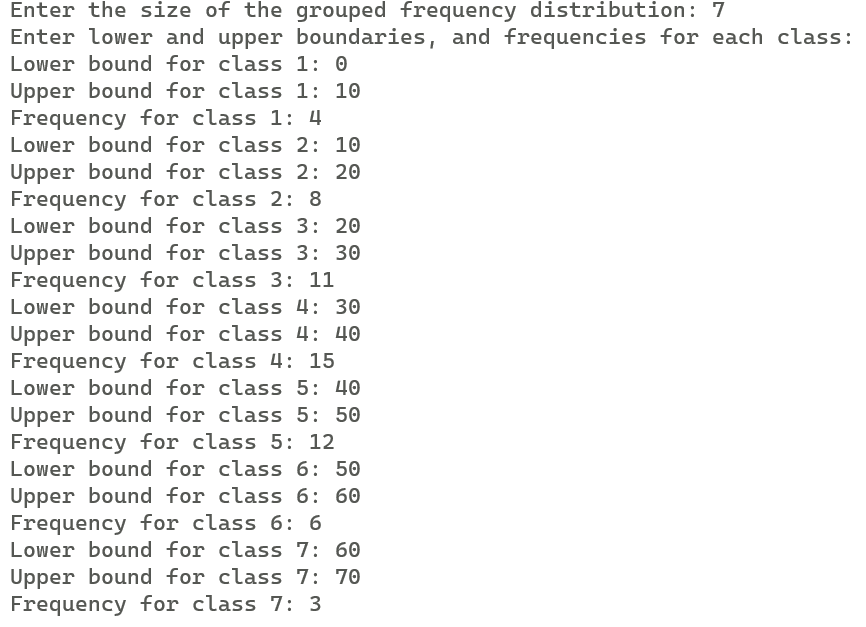 Enter the size of the grouped frequency distribution: 7
Enter lower and upper boundaries, and frequencies for each class:
Lower bound for class 1: 0
Upper bound for class 1: 10
Frequency for class 1: 4
Lower bound for class 2: 10
Upper bound for class 2: 20
Frequency for class 2: 8
Lower bound for class 3: 20
Upper bound for class 3: 30
Frequency for class 3: 11
Lower bound for class 4: 30
Upper bound for class 4: 40
Frequency for class 4: 15
Lower bound for class 5: 40
Upper bound for class 5: 50
Frequency for class 5: 12
Lower bound for class 6: 50
Upper bound for class 6: 60
Frequency for class 6: 6
Lower bound for class 7: 60
Upper bound for class 7: 70
Frequency for class 7: 3